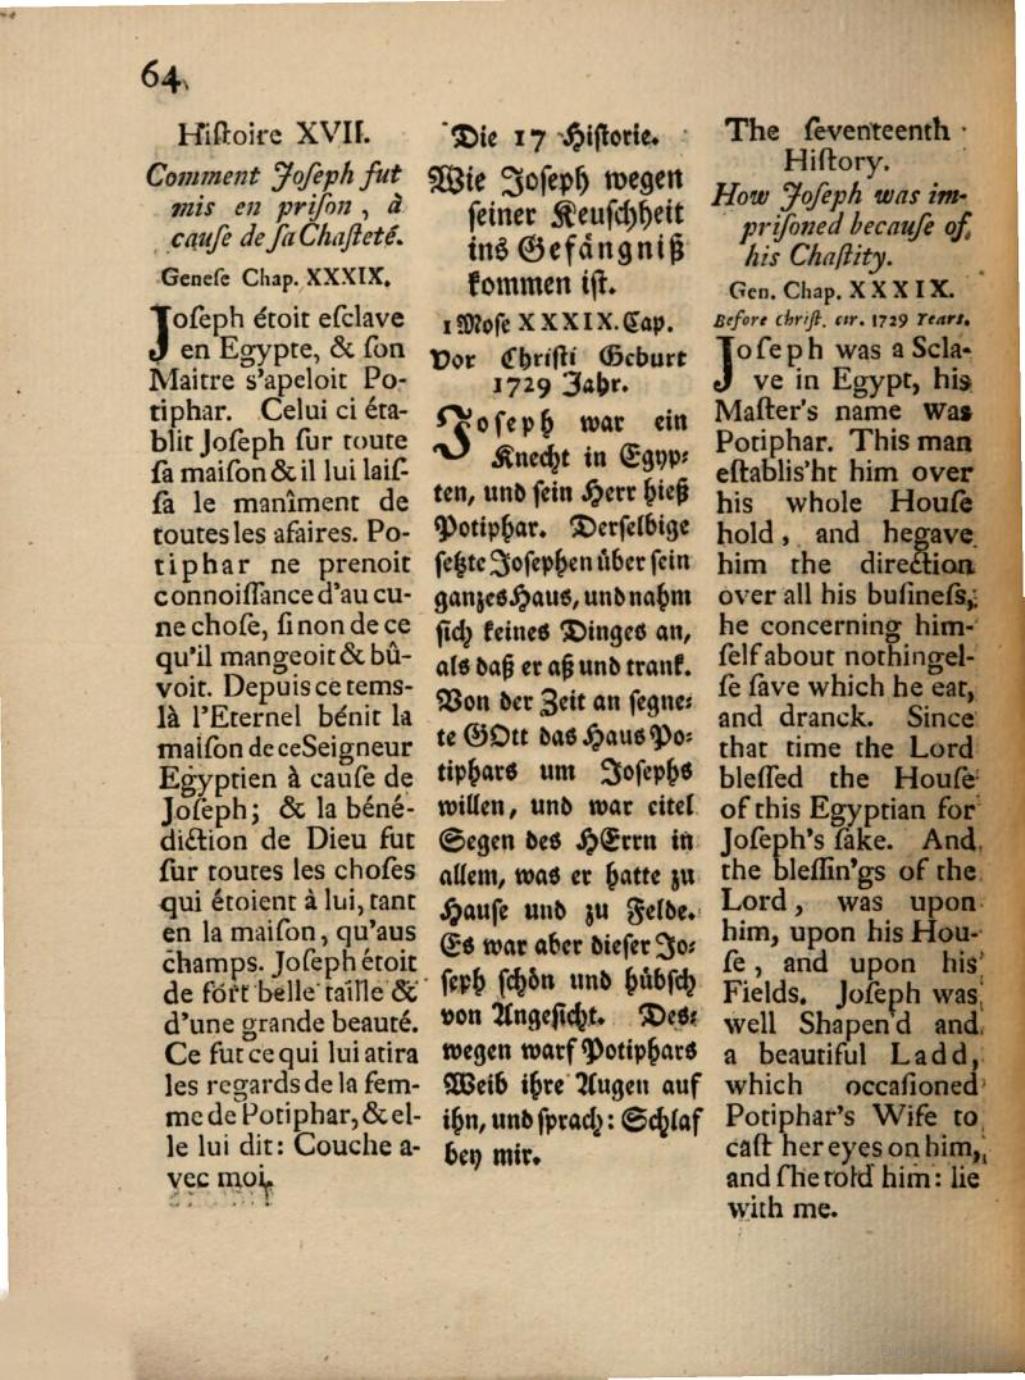 64
Hiſtoire XVII.
Comment Joſeph fut
mis en priſon, à
cauſe de ſa Chaſteté.
Geneſe Chap. XXXIX.
Joſeph étoit eſclave
en Egypte, & ſon
Maitre s'apeloit Po-
tiphar. Celui ci éta-
blit Joſeph ſur toute
ſa maiſon & il lui laiſ-
ſa le manîment de
toutes les afaires. Po-
tiphar ne prenoit
connoiſſance d'au cu-
ne choſe, ſi non de ce
qu'il mangeoit & bû-
voit. Depuis ce tems-
là l'Eternel bénit la
maiſon de ce Seigneur
Egyptien à cauſe de
Joſeph; & la béné-
diction de Dieu fut
ſur toutes les choſes
qui étoient à lui, tant
en la maiſon, qu'aus
champs. Joſeph étoit
de fort belle taille &
d'une grande beauté.
Ce fut ce qui lui atira
les regards de la fem-
me de Potiphar, & el-
le lui dit: Couche a-
vec moi.
Die 17 Hiſtorie.
Wie Joſeph wegen
ſeiner Keuſchheit
ins Gefängniß
kommen iſt.
1 Moſe XXXIX. Cap.
Vor Chriſti Geburt
1729 Jahr.
Joſeph war ein
Knecht in Egyp⸗
ten, und ſein Herr hieß
Potiphar. Derſelbige
ſetzte Joſephen über ſein
ganzes Haus, und nahm
ſich keines Dinges an,
als daß er aß und trank.
Von der Zeit an ſegne⸗
te GOtt das Haus Po⸗
tiphars um Joſephs
willen, und war eitel
Segen des HErrn in
allem, was er hatte zu
Hauſe und zu Felde.
Es war aber dieſer Jo⸗
ſeph ſchön und hübſch
von Angeſicht. Des⸗
wegen warf Potiphars
Weib ihre Augen auf
ihn, und ſprach: Schlaf
bey mir.
The ſeventeenth
Hiſtory.
How Joſeph was im-
priſoned becauſe of
his Chaſtity.
Gen. Chap. XXXIX.
Before Chriſt. cir. 1729 Years.
Joſeph was a Scla-
ve in Egypt, his
Maſter's name was
Potiphar. This man
eſtablis'ht him over
his whole Houſe
hold, and hegave
him the direction
over all his buſineſs,
he concerning him-
ſelf about nothingel-
ſe ſave which he eat,
and dranck. Since
that time the Lord
bleſſed the Houſe
of this Egyptian for
Joſeph's ſake. And
the bleſſin'gs of the
Lord, was upon
him, upon his Hou-
ſe, and upon his
Fields. Joſeph was
well Shapen'd and
a beautiful Ladd,
which occaſioned
Potiphar's Wife to
caſt her eyes on him,
and ſhe told him: lie
with me.